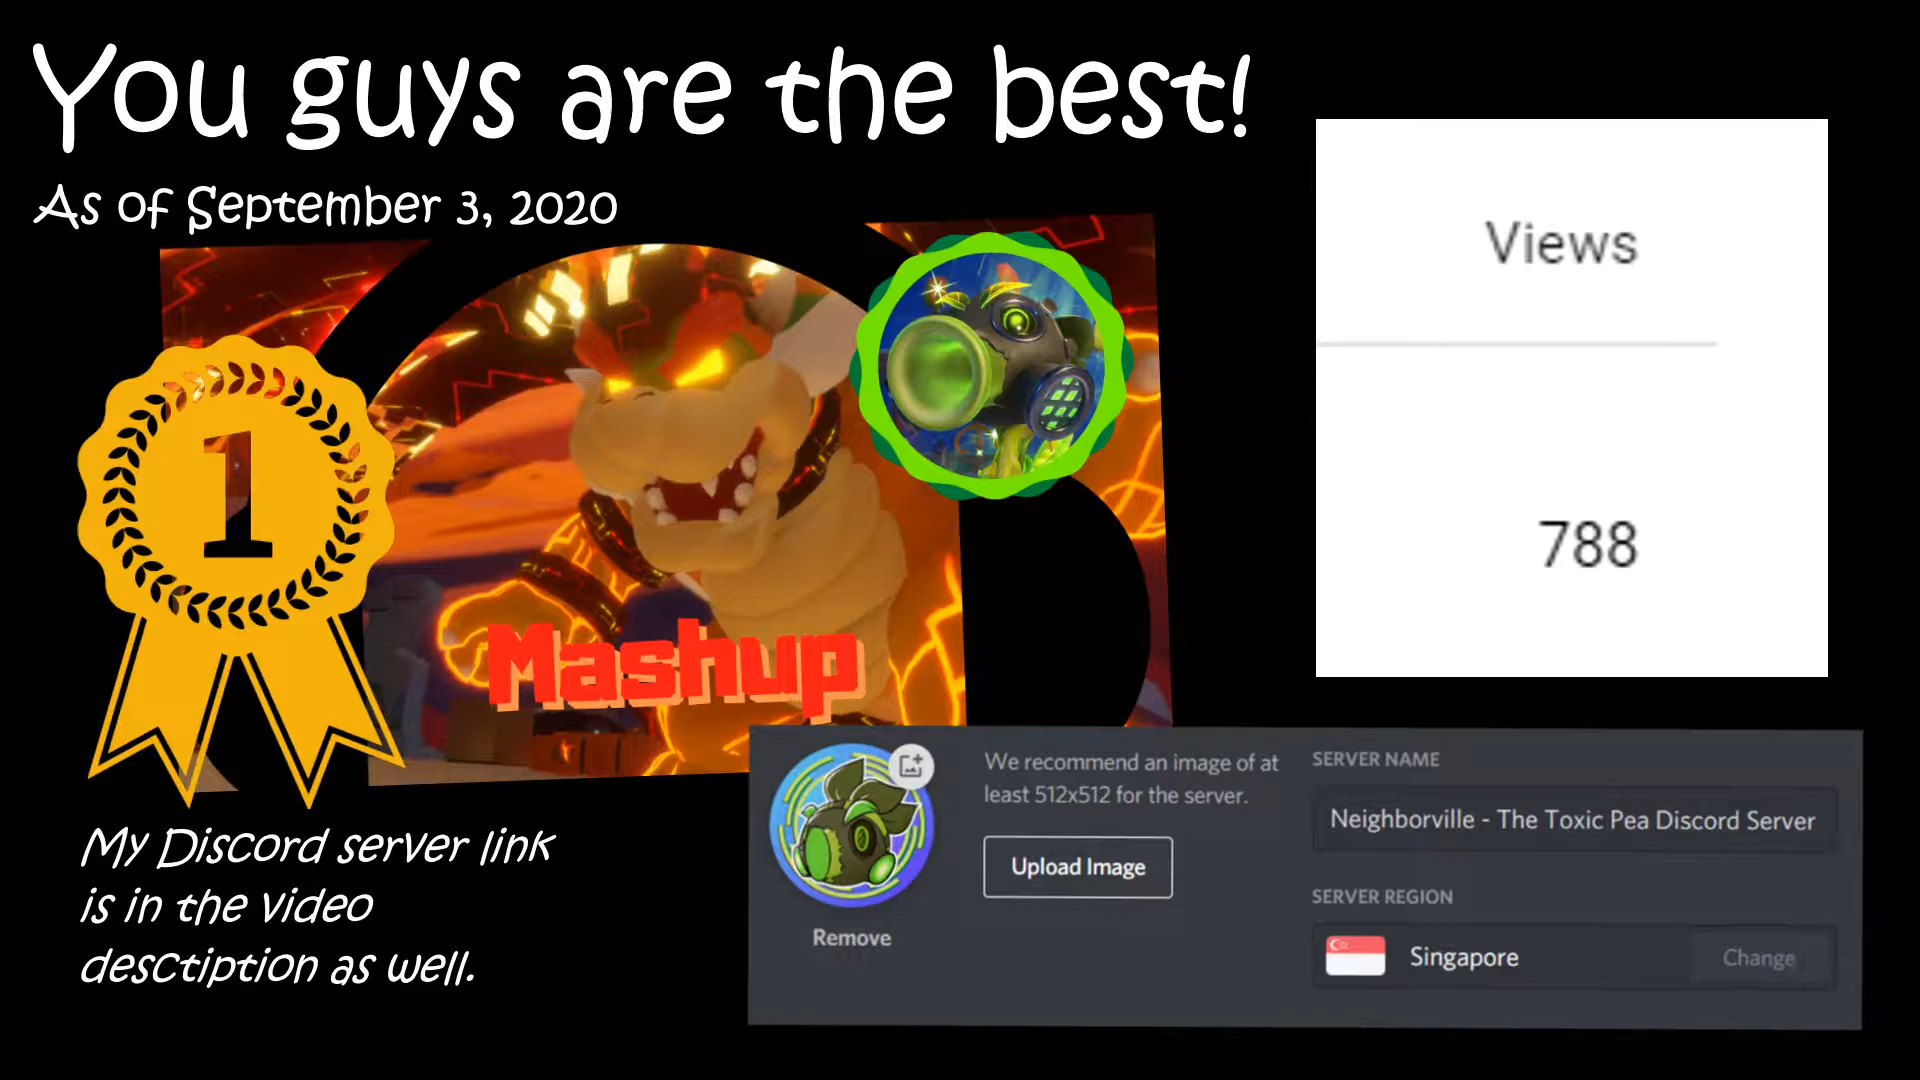 You guys are the best!
As of September 3, 2020
Views
788
1
Mashup
My Discord server link
is in the video
desctiption as well.
We recommend an image of at
least 512x512 for the server.
Upload Image
Remove
SERVER NAME
Neighborville - The Toxic Pea Discord Server
SERVER REGION
Singapore
Change